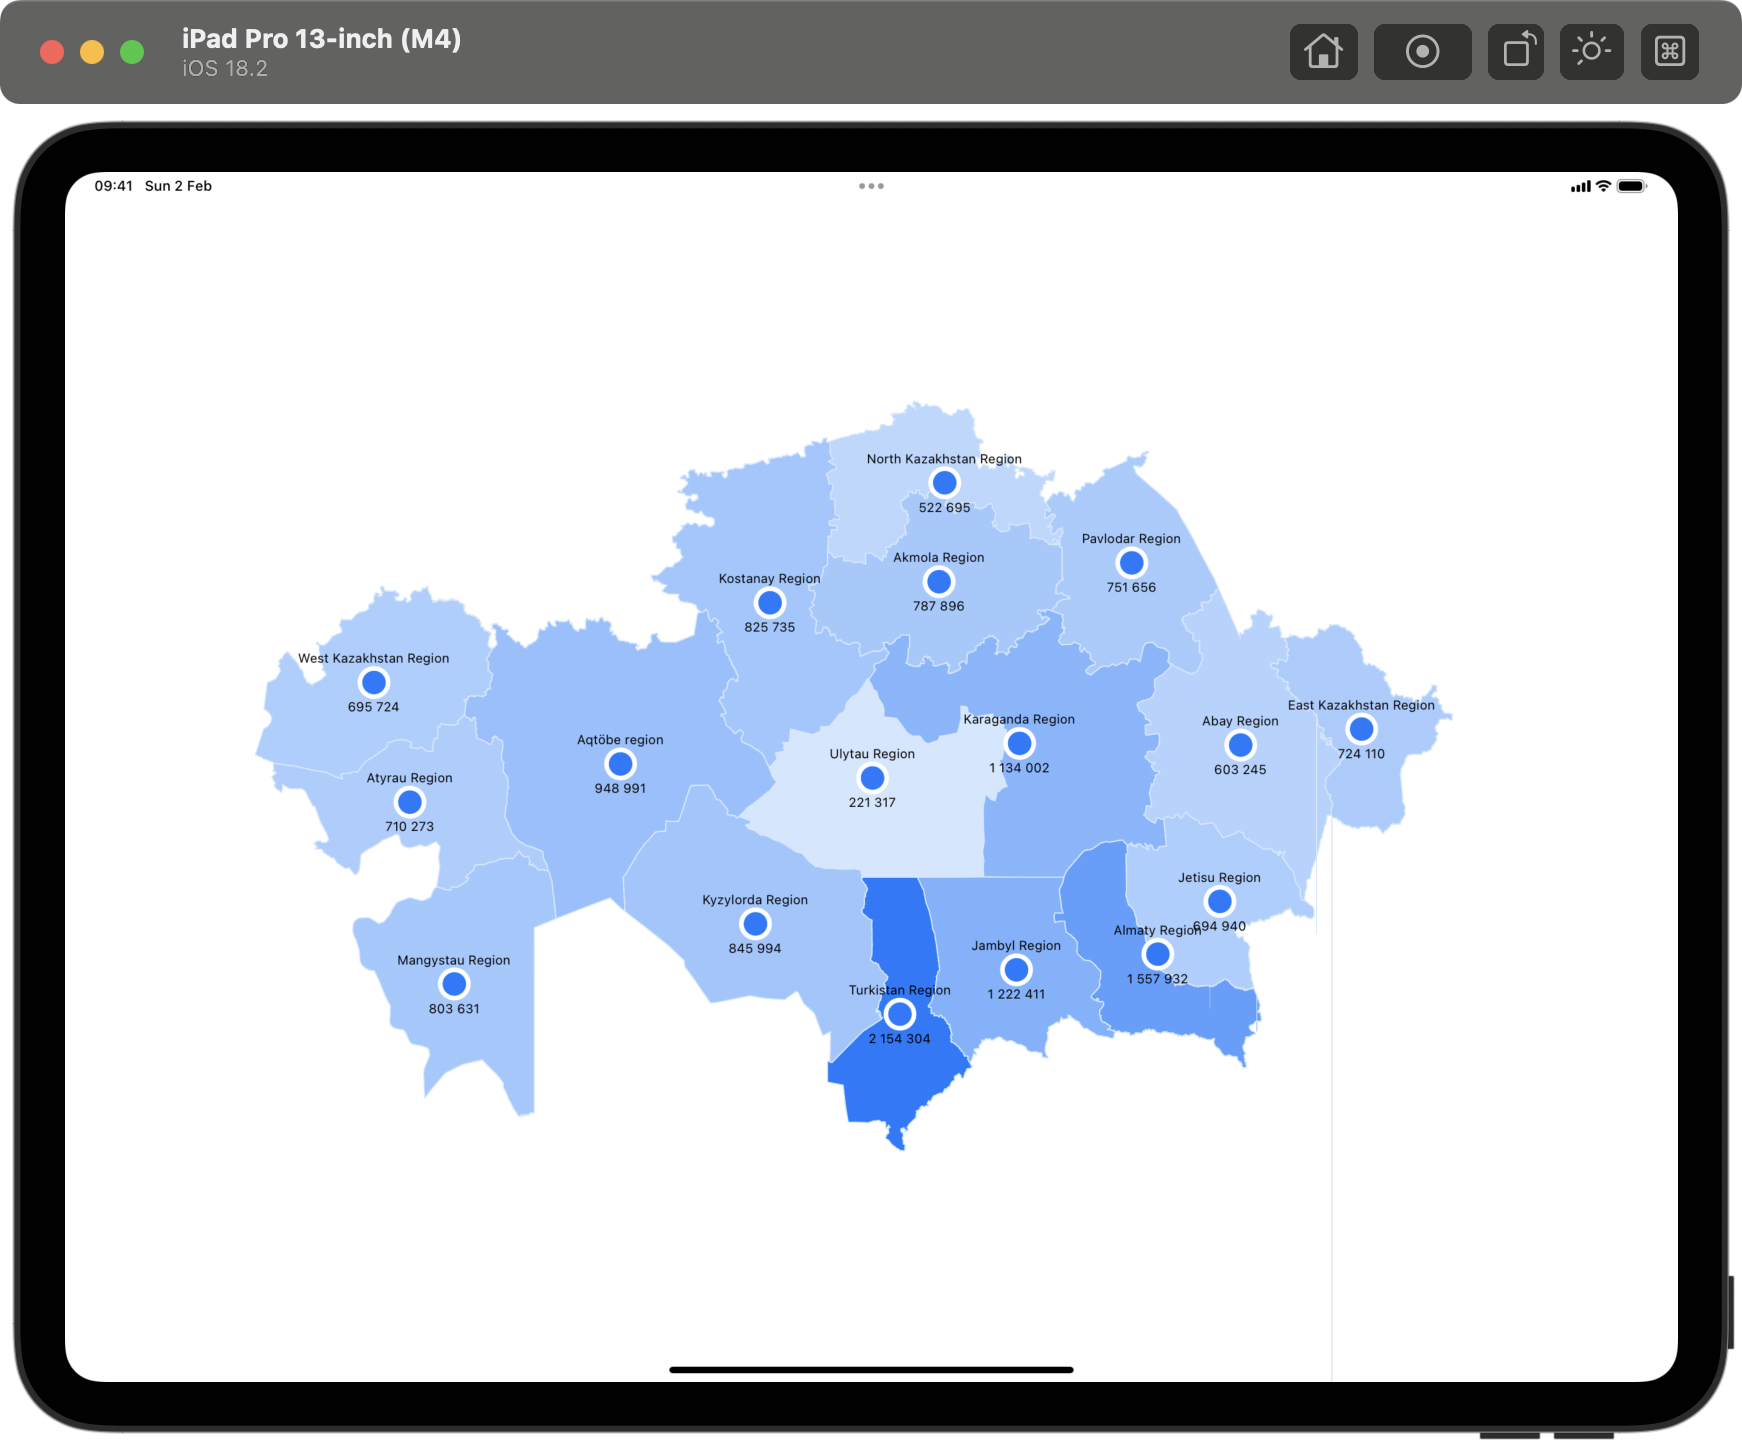 iPad Pro 13-inch (M4)
iOS 18.2
09:41 Sun 2 Feb
North Kazakhstan Region
522 695
Pavlodar Region
751 656
Akmola Region
787 896
Kostanay Region
825 735
West Kazakhstan Region
695 724
East Kazakhstan Region
724 110
Karaganda Region
1 134 002
Abay Region
603 245
Aqtöbe region
948 991
Ulytau Region
221 317
Atyrau Region
710 273
Jetisu Region
694 940
Kyzylorda Region
845 994
Almaty Region
1 557 932
Jambyl Region
1 222 411
Mangystau Region
803 631
Turkistan Region
2 154 304